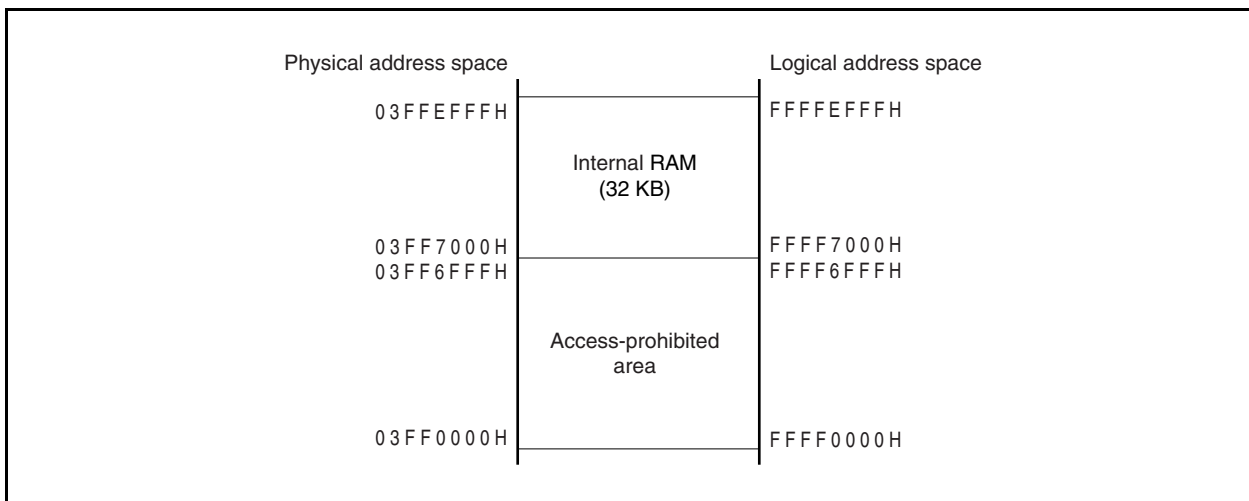 Physical address space
Logical address space
03FFEFFFH
FFFFEFFFH
Internal RAM
(32 KB)
03FF7000H
FFFF7000H
03FF6FFFH
FFFF6FFFH
Access-prohibited
area
03FF0000H
FFFF0000H